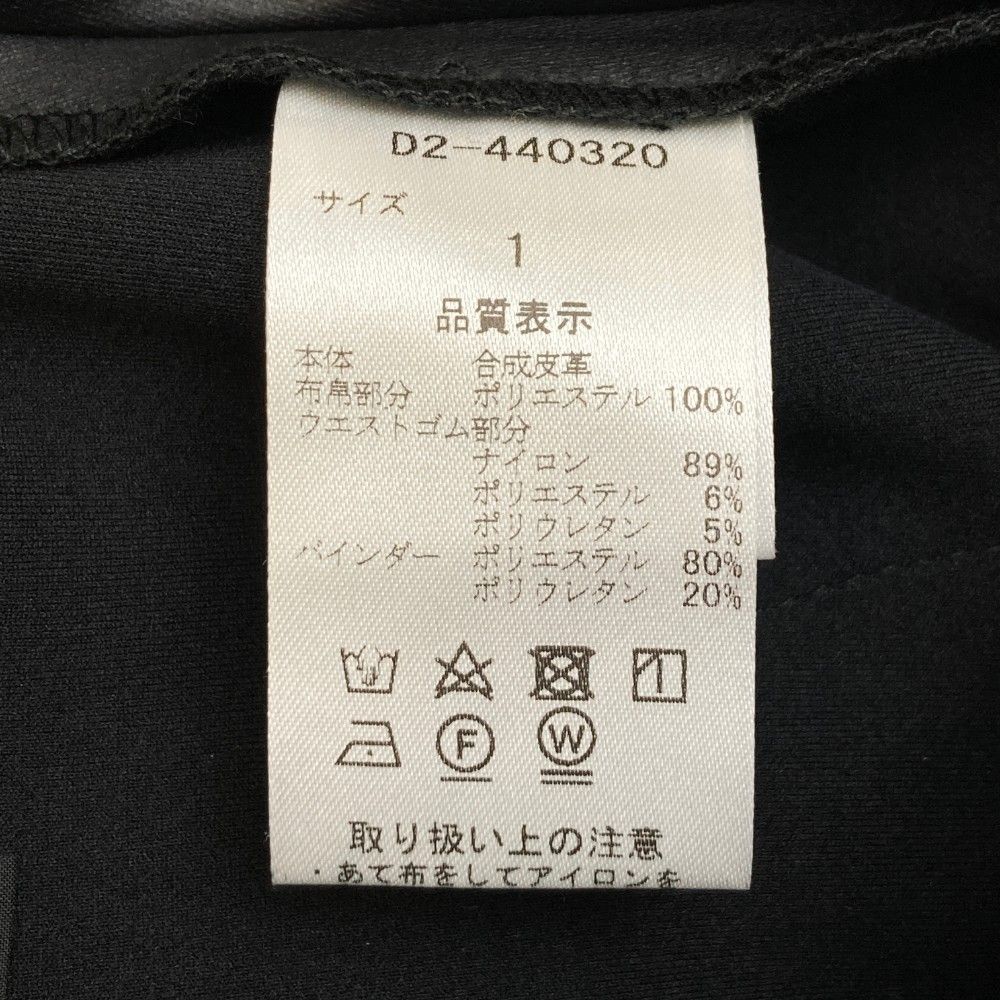 D2-440320
サイズ
1
品質表示
本体 合成皮革
布帛部分 ポリエステル 100%
ウエストゴム部分
ナイロン 89%
ポリエステル 6%
ポリウレタン 5%
バインダー ポリエステル 80%
ポリウレタン 20%
F W
取り扱い上の注意
・あて布をしてアイロンを